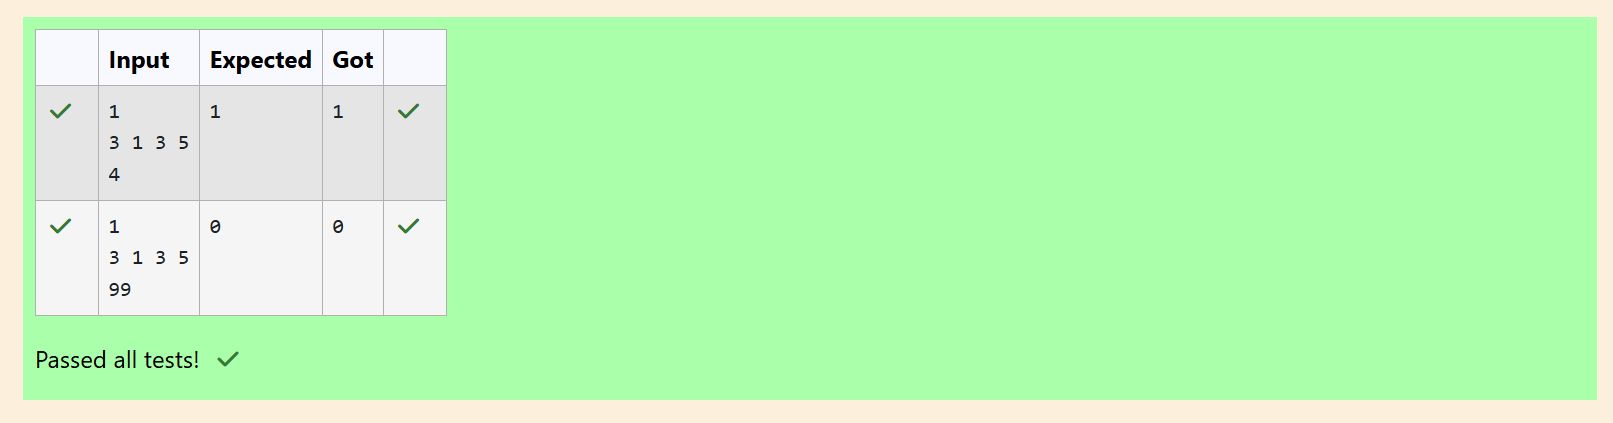 Input Expected Got
1 1 1
3 1 3 5
4
1 0 0
3 1 3 5
99
Passed all tests!